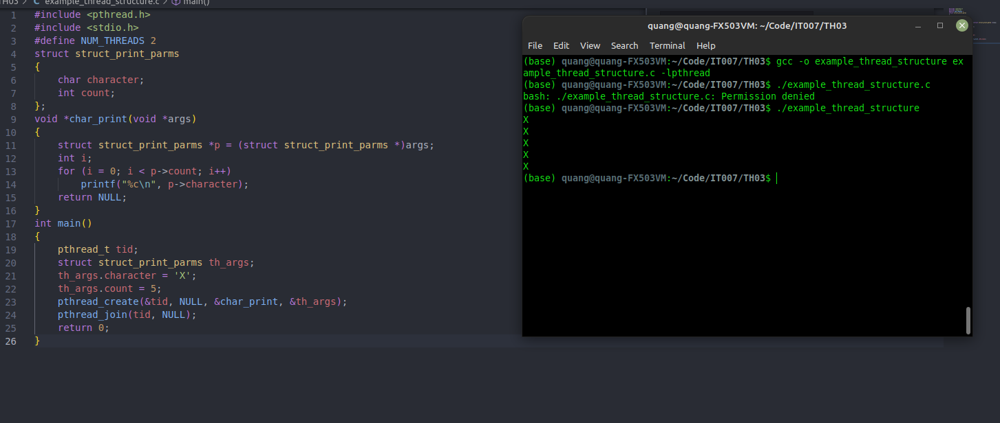 TH03 > C example_thread_structure.c > main()
1 #include <pthread.h>
2 #include <stdio.h>
3 #define NUM_THREADS 2
4 struct struct_print_parms
5 {
6     char character;
7     int count;
8 };
9 void *char_print(void *args)
10 {
11     struct struct_print_parms *p = (struct struct_print_parms *)args;
12     int i;
13     for (i = 0; i < p->count; i++)
14         printf("%c\n", p->character);
15     return NULL;
16 }
17 int main()
18 {
19     pthread_t tid;
20     struct struct_print_parms th_args;
21     th_args.character = 'X';
22     th_args.count = 5;
23     pthread_create(&tid, NULL, &char_print, &th_args);
24     pthread_join(tid, NULL);
25     return 0;
26 }
quang@quang-FX503VM: ~/Code/IT007/TH03
File Edit View Search Terminal Help
(base) quang@quang-FX503VM:~/Code/IT007/TH03$ gcc -o example_thread_structure ex
ample_thread_structure.c -lpthread
(base) quang@quang-FX503VM:~/Code/IT007/TH03$ ./example_thread_structure.c
bash: ./example_thread_structure.c: Permission denied
(base) quang@quang-FX503VM:~/Code/IT007/TH03$ ./example_thread_structure
X
X
X
X
X
(base) quang@quang-FX503VM:~/Code/IT007/TH03$